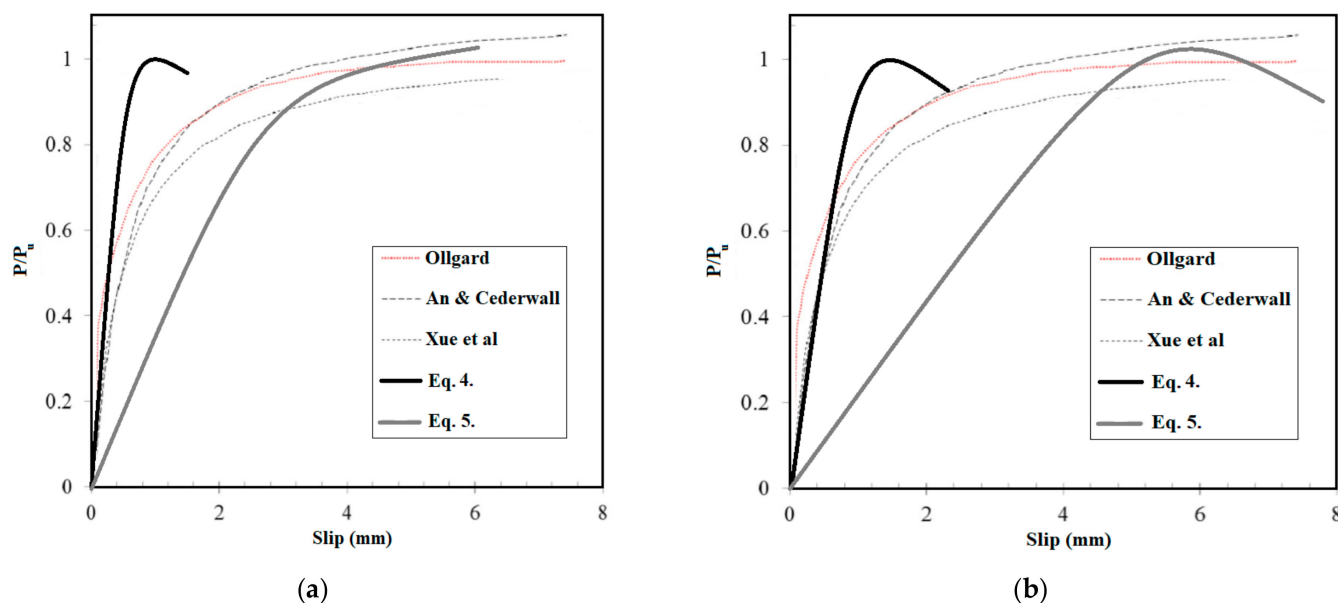 1
0.8
0.6
0.4
0.2
0
P/Pu
Ollgard
An & Cederwall
Xue et al
Eq. 4.
Eq. 5.
0 2 4 6 8
Slip (mm)
(a)
1
0.8
0.6
0.4
0.2
0
P/Pu
Ollgard
An & Cederwall
Xue et al
Eq. 4.
Eq. 5.
0 2 4 6 8
Slip (mm)
(b)